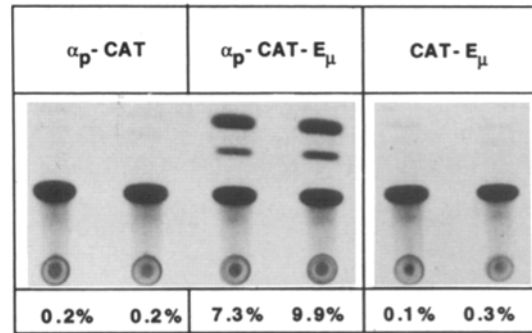 αp- CAT αp- CAT- Eμ CAT- Eμ
0.2% 0.2% 7.3% 9.9% 0.1% 0.3%